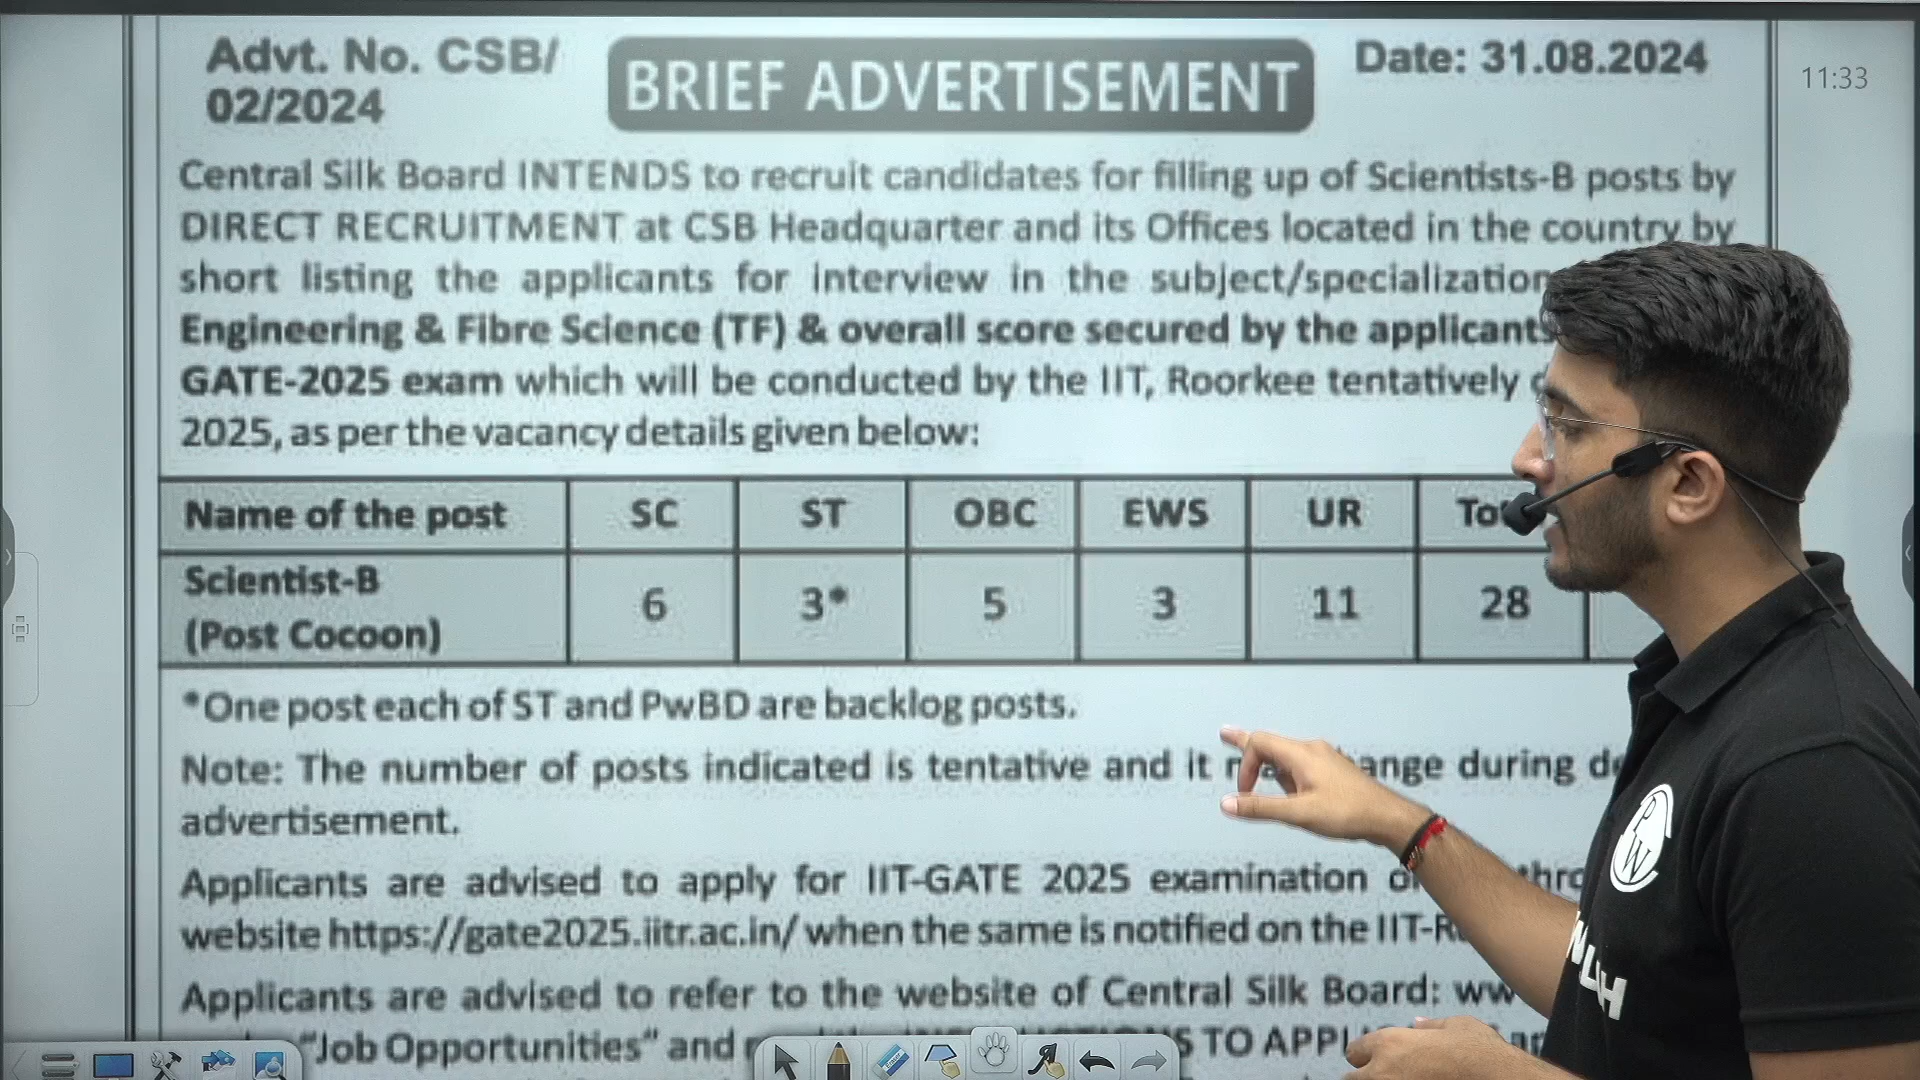 Advt. No. CSB/
02/2024
BRIEF ADVERTISEMENT
Date: 31.08.2024
11:33
Central Silk Board INTENDS to recruit candidates for filling up of Scientists-B posts by
DIRECT RECRUITMENT at CSB Headquarter and its Offices located in the country by
short listing the applicants for interview in the subject/specialization
Engineering & Fibre Science (TF) & overall score secured by the applicants
GATE-2025 exam which will be conducted by the IIT, Roorkee tentatively
2025, as per the vacancy details given below:
Name of the post SC ST OBC EWS UR
Scientist-B
(Post Cocoon) 6 3* 5 3 11 28
*One post each of ST and PwBD are backlog posts.
Note: The number of posts indicated is tentative and it during
advertisement.
Applicants are advised to apply for IIT-GATE 2025 examination
website https://gate2025.iitr.ac.in/ when the same is notified on the
Applicants are advised to refer to the website of Central Silk Board:
"Job Opportunities" and TO
PW